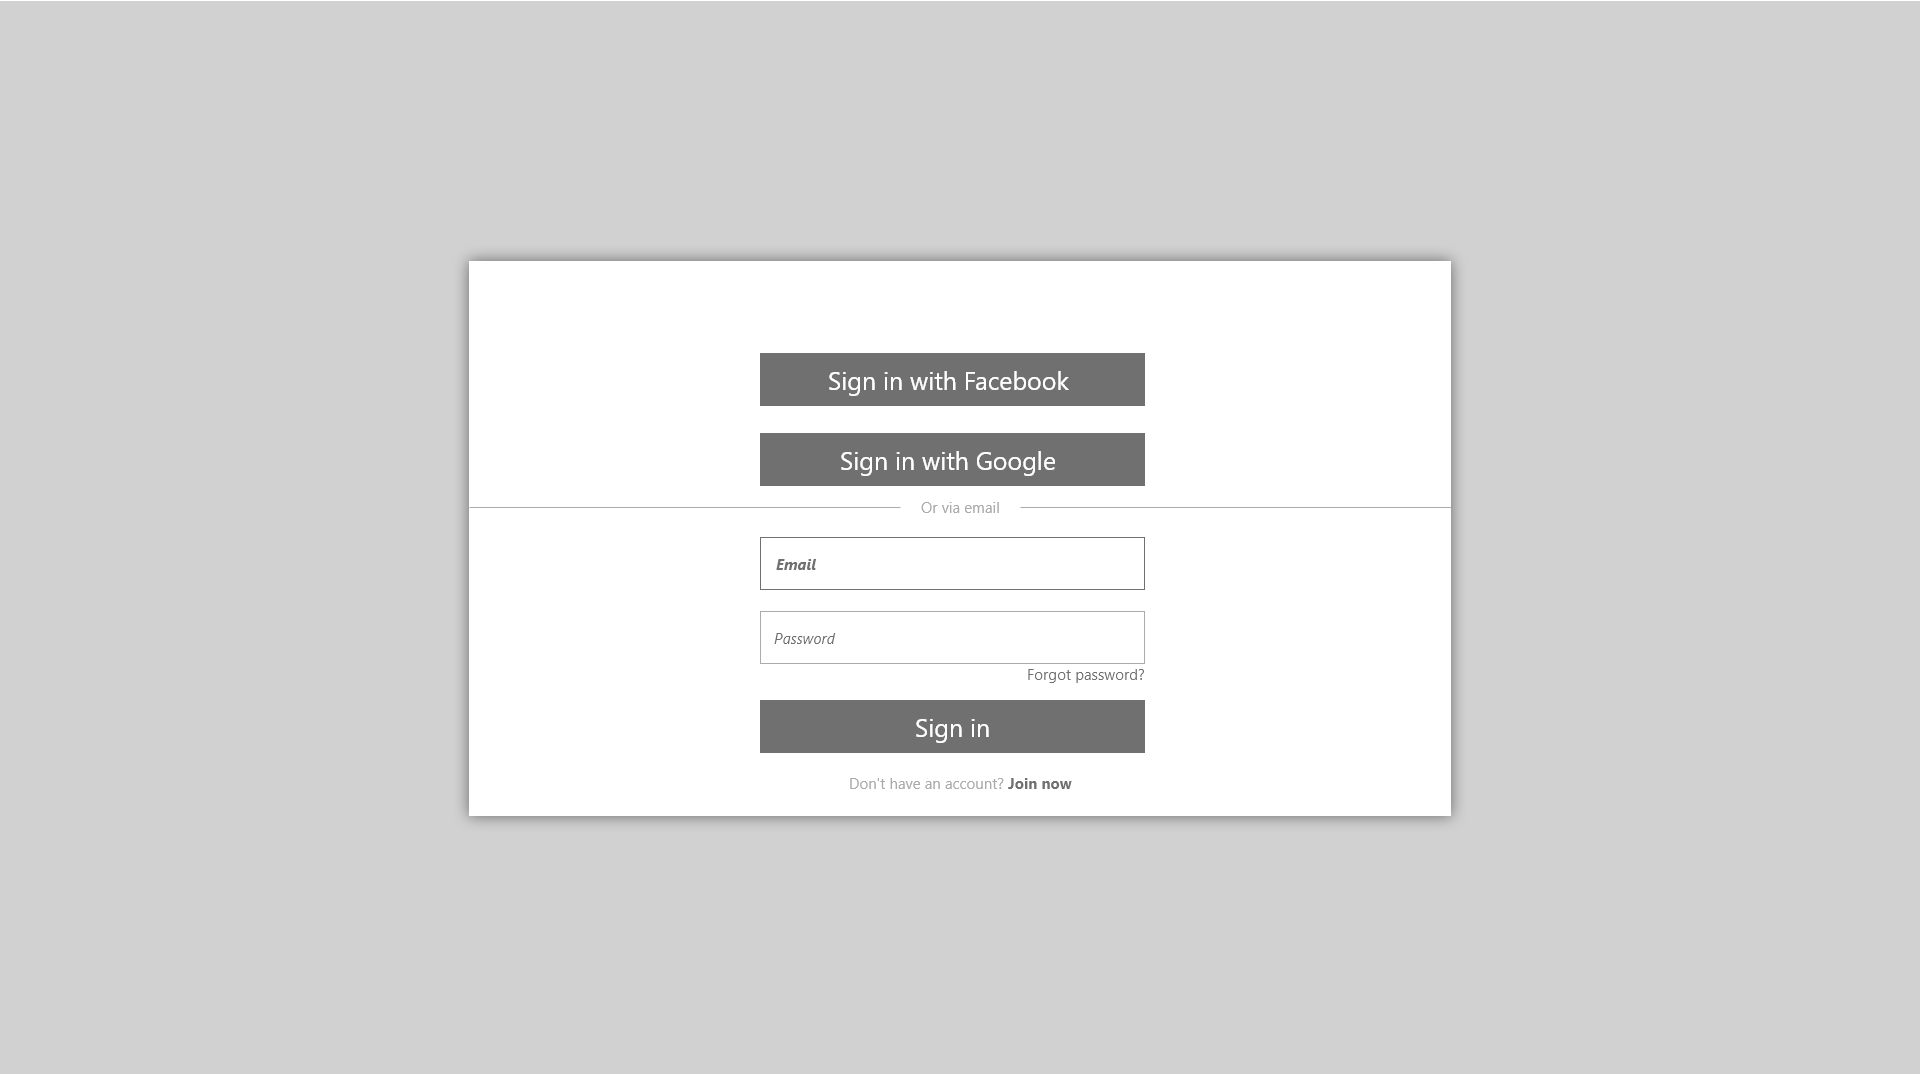 Sign in with Facebook
Sign in with Google
Or via email
Email
Password
Forgot password?
Sign in
Don't have an account? Join now